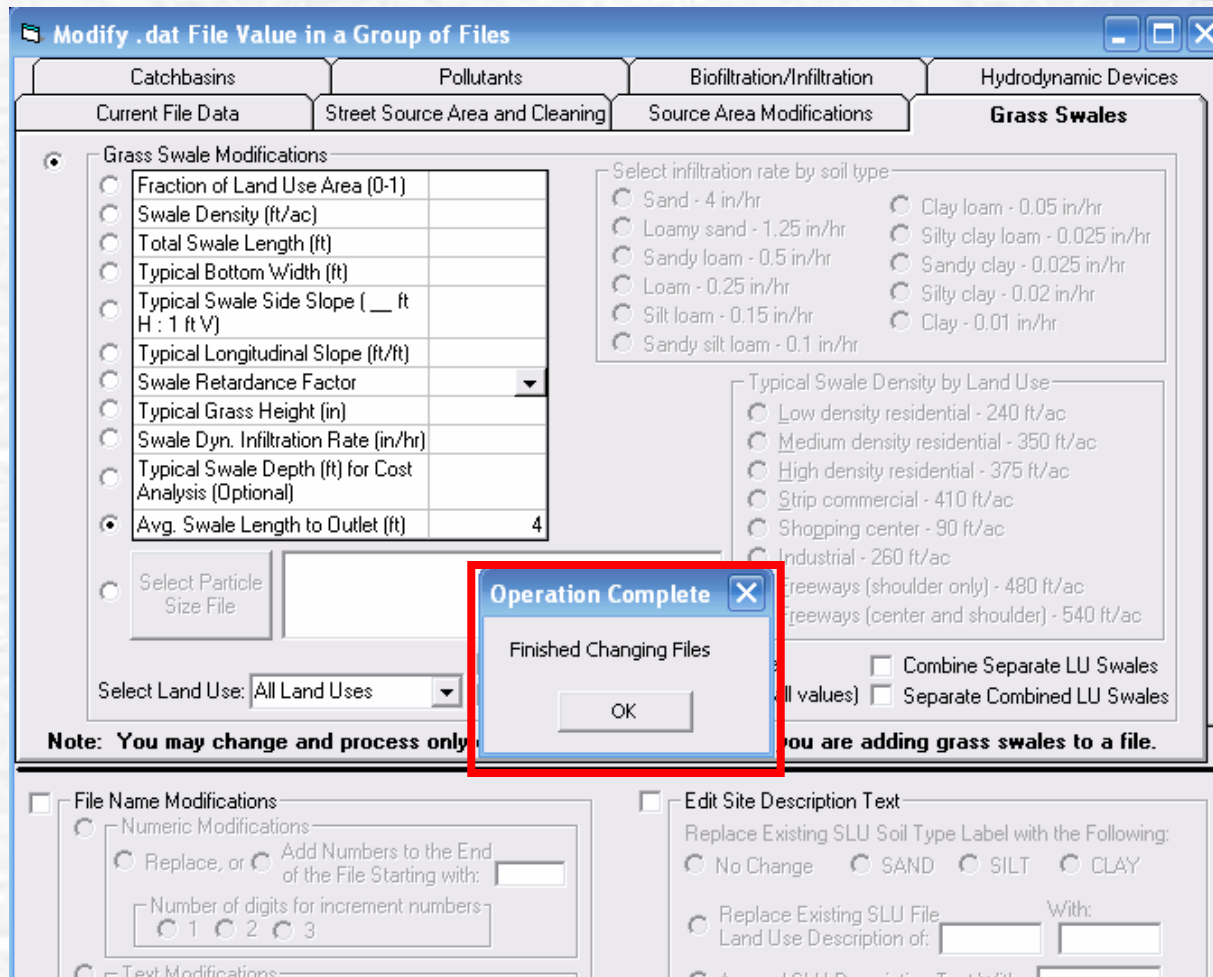 Modify .dat File Value in a Group of Files
Catchbasins
Pollutants
Biofiltration/Infiltration
Hydrodynamic Devices
Current File Data
Street Source Area and Cleaning
Source Area Modifications
Grass Swales
Grass Swale Modifications
Fraction of Land Use Area (0-1)
Swale Density (ft/ac)
Total Swale Length (ft)
Typical Bottom Width (ft)
Typical Swale Side Slope ( __ ft
H : 1 ft V)
Typical Longitudinal Slope (ft/ft)
Swale Retardance Factor
Typical Grass Height (in)
Swale Dyn. Infiltration Rate (in/hr)
Typical Swale Depth (ft) for Cost
Analysis (Optional)
Avg. Swale Length to Outlet (ft) 4
Select infiltration rate by soil type
Sand - 4 in/hr
Loamy sand - 1.25 in/hr
Sandy loam - 0.5 in/hr
Loam - 0.25 in/hr
Silt loam - 0.15 in/hr
Sandy silt loam - 0.1 in/hr
Clay loam - 0.05 in/hr
Silty clay loam - 0.025 in/hr
Sandy clay - 0.025 in/hr
Silty clay - 0.02 in/hr
Clay - 0.01 in/hr
Typical Swale Density by Land Use
Low density residential - 240 ft/ac
Medium density residential - 350 ft/ac
High density residential - 375 ft/ac
Strip commercial - 410 ft/ac
Shopping center - 90 ft/ac
Industrial - 260 ft/ac
Freeways (shoulder only) - 480 ft/ac
Freeways (center and shoulder) - 540 ft/ac
Select Particle
Size File
Operation Complete
Finished Changing Files
OK
Select Land Use: All Land Uses
Combine Separate LU Swales
all values)
Separate Combined LU Swales
Note: You may change and process only
you are adding grass swales to a file.
File Name Modifications
Numeric Modifications
Replace, or
Add Numbers to the End
of the File Starting with:
Number of digits for increment numbers
1 2 3
Text Modifications
Edit Site Description Text
Replace Existing SLU Soil Type Label with the Following:
No Change SAND SILT CLAY
Replace Existing SLU File
Land Use Description of:
With: